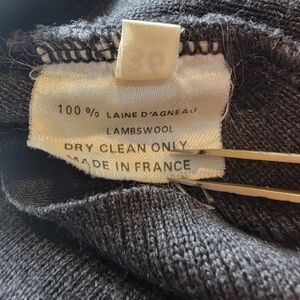 100 % LAINE D'AGNEAU
LAMBSWOOL
DRY CLEAN ONLY
MADE IN FRANCE